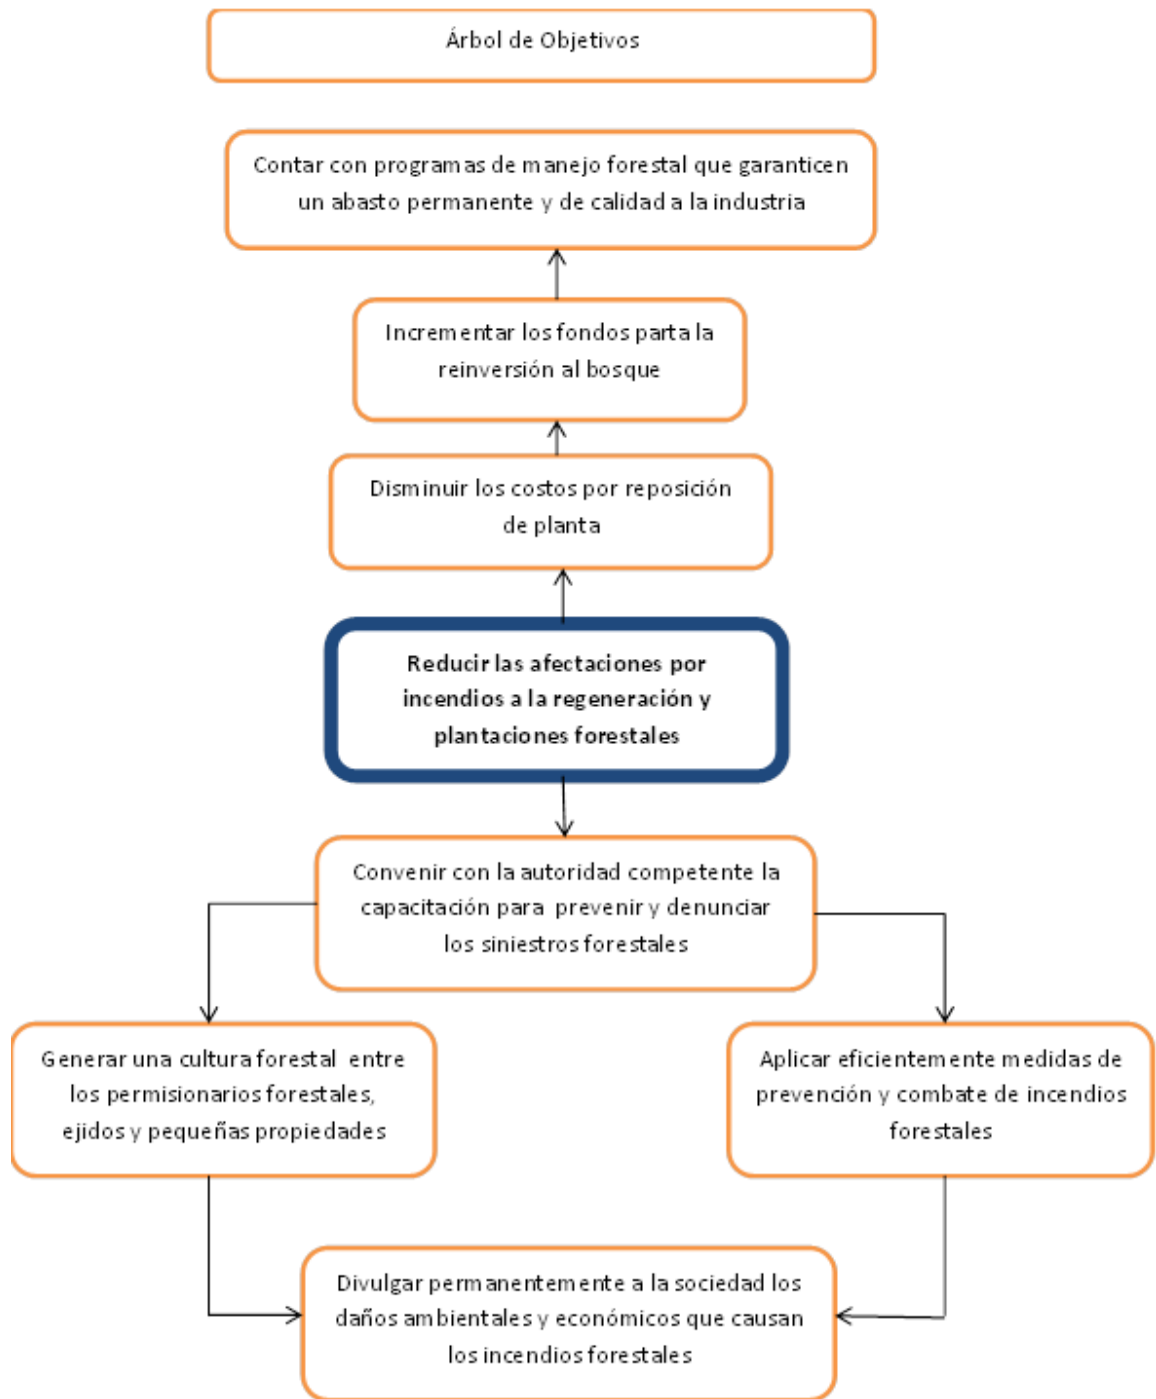 Árbol de Objetivos
Contar con programas de manejo forestal que garanticen
un abasto permanente y de calidad a la industria
Incrementar los fondos parta la
reinversión al bosque
Disminuir los costos por reposición
de planta
Reducir las afectaciones por
incendios a la regeneración y
plantaciones forestales
Convenir con la autoridad competente la
capacitación para prevenir y denunciar
los siniestros forestales
Generar una cultura forestal entre
los permisionarios forestales,
ejidos y pequeñas propiedades
Aplicar eficientemente medidas de
prevención y combate de incendios
forestales
Divulgar permanentemente a la sociedad los
daños ambientales y económicos que causan
los incendios forestales